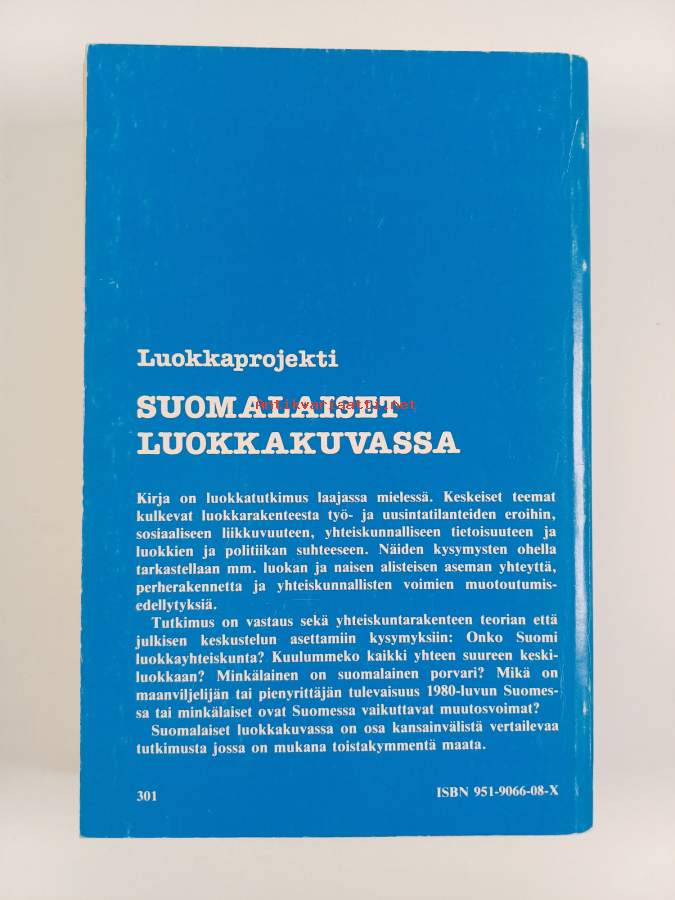 Luokkaprojekti
SUOMALAISET
Antikvariaatti.net
LUOKKAKUVASSA
Kirja on luokkatutkimus laajassa mielessä. Keskeiset teemat
kulkevat luokkarakenteesta työ- ja uusintatilanteiden eroihin,
sosiaaliseen liikkuvuuteen, yhteiskunnalliseen tietoisuuteen ja
luokkien ja politiikan suhteeseen. Näiden kysymysten ohella
tarkastellaan mm. luokan ja naisen alisteisen aseman yhteyttä,
perherakennetta ja yhteiskunnallisten voimien muotoutumis-
edellytyksiä.
Tutkimus on vastaus sekä yhteiskuntarakenteen teorian että
julkisen keskustelun asettamiin kysymyksiin: Onko Suomi
luokkayhteiskunta? Kuulummeko kaikki yhteen suureen keski-
luokkaan? Minkälainen on suomalainen porvari? Mikä on
maanviljelijän tai pienyrittäjän tulevaisuus 1980-luvun Suomes-
sa tai minkälaiset ovat Suomessa vaikuttavat muutosvoimat?
Suomalaiset luokkakuvassa on osa kansainvälistä vertailevaa
tutkimusta jossa on mukana toistakymmentä maata.
301
ISBN 951-9066-08-X